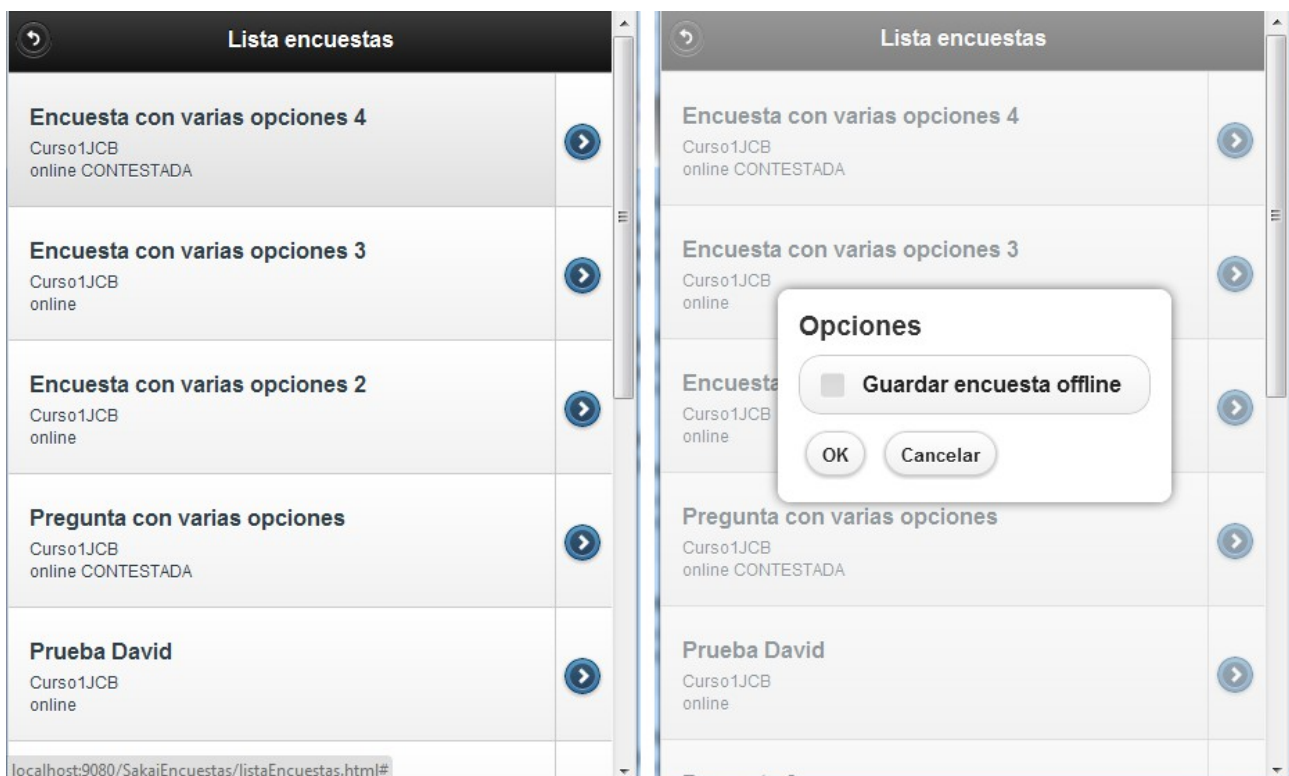 Lista encuestas
Encuesta con varias opciones 4
Curso1JCB
online CONTESTADA
Encuesta con varias opciones 3
Curso1JCB
online
Encuesta con varias opciones 2
Curso1JCB
online
Pregunta con varias opciones
Curso1JCB
online CONTESTADA
Prueba David
Curso1JCB
online
localhost:9080/SakaiEncuestas/listaEncuestas.html#
Lista encuestas
Encuesta con varias opciones 4
Curso1JCB
online CONTESTADA
Encuesta con varias opciones 3
Curso1JCB
online
Opciones
Guardar encuesta offline
OK Cancelar
Encuesta
Curso1JCB
online
Pregunta con varias opciones
Curso1JCB
online CONTESTADA
Prueba David
Curso1JCB
online